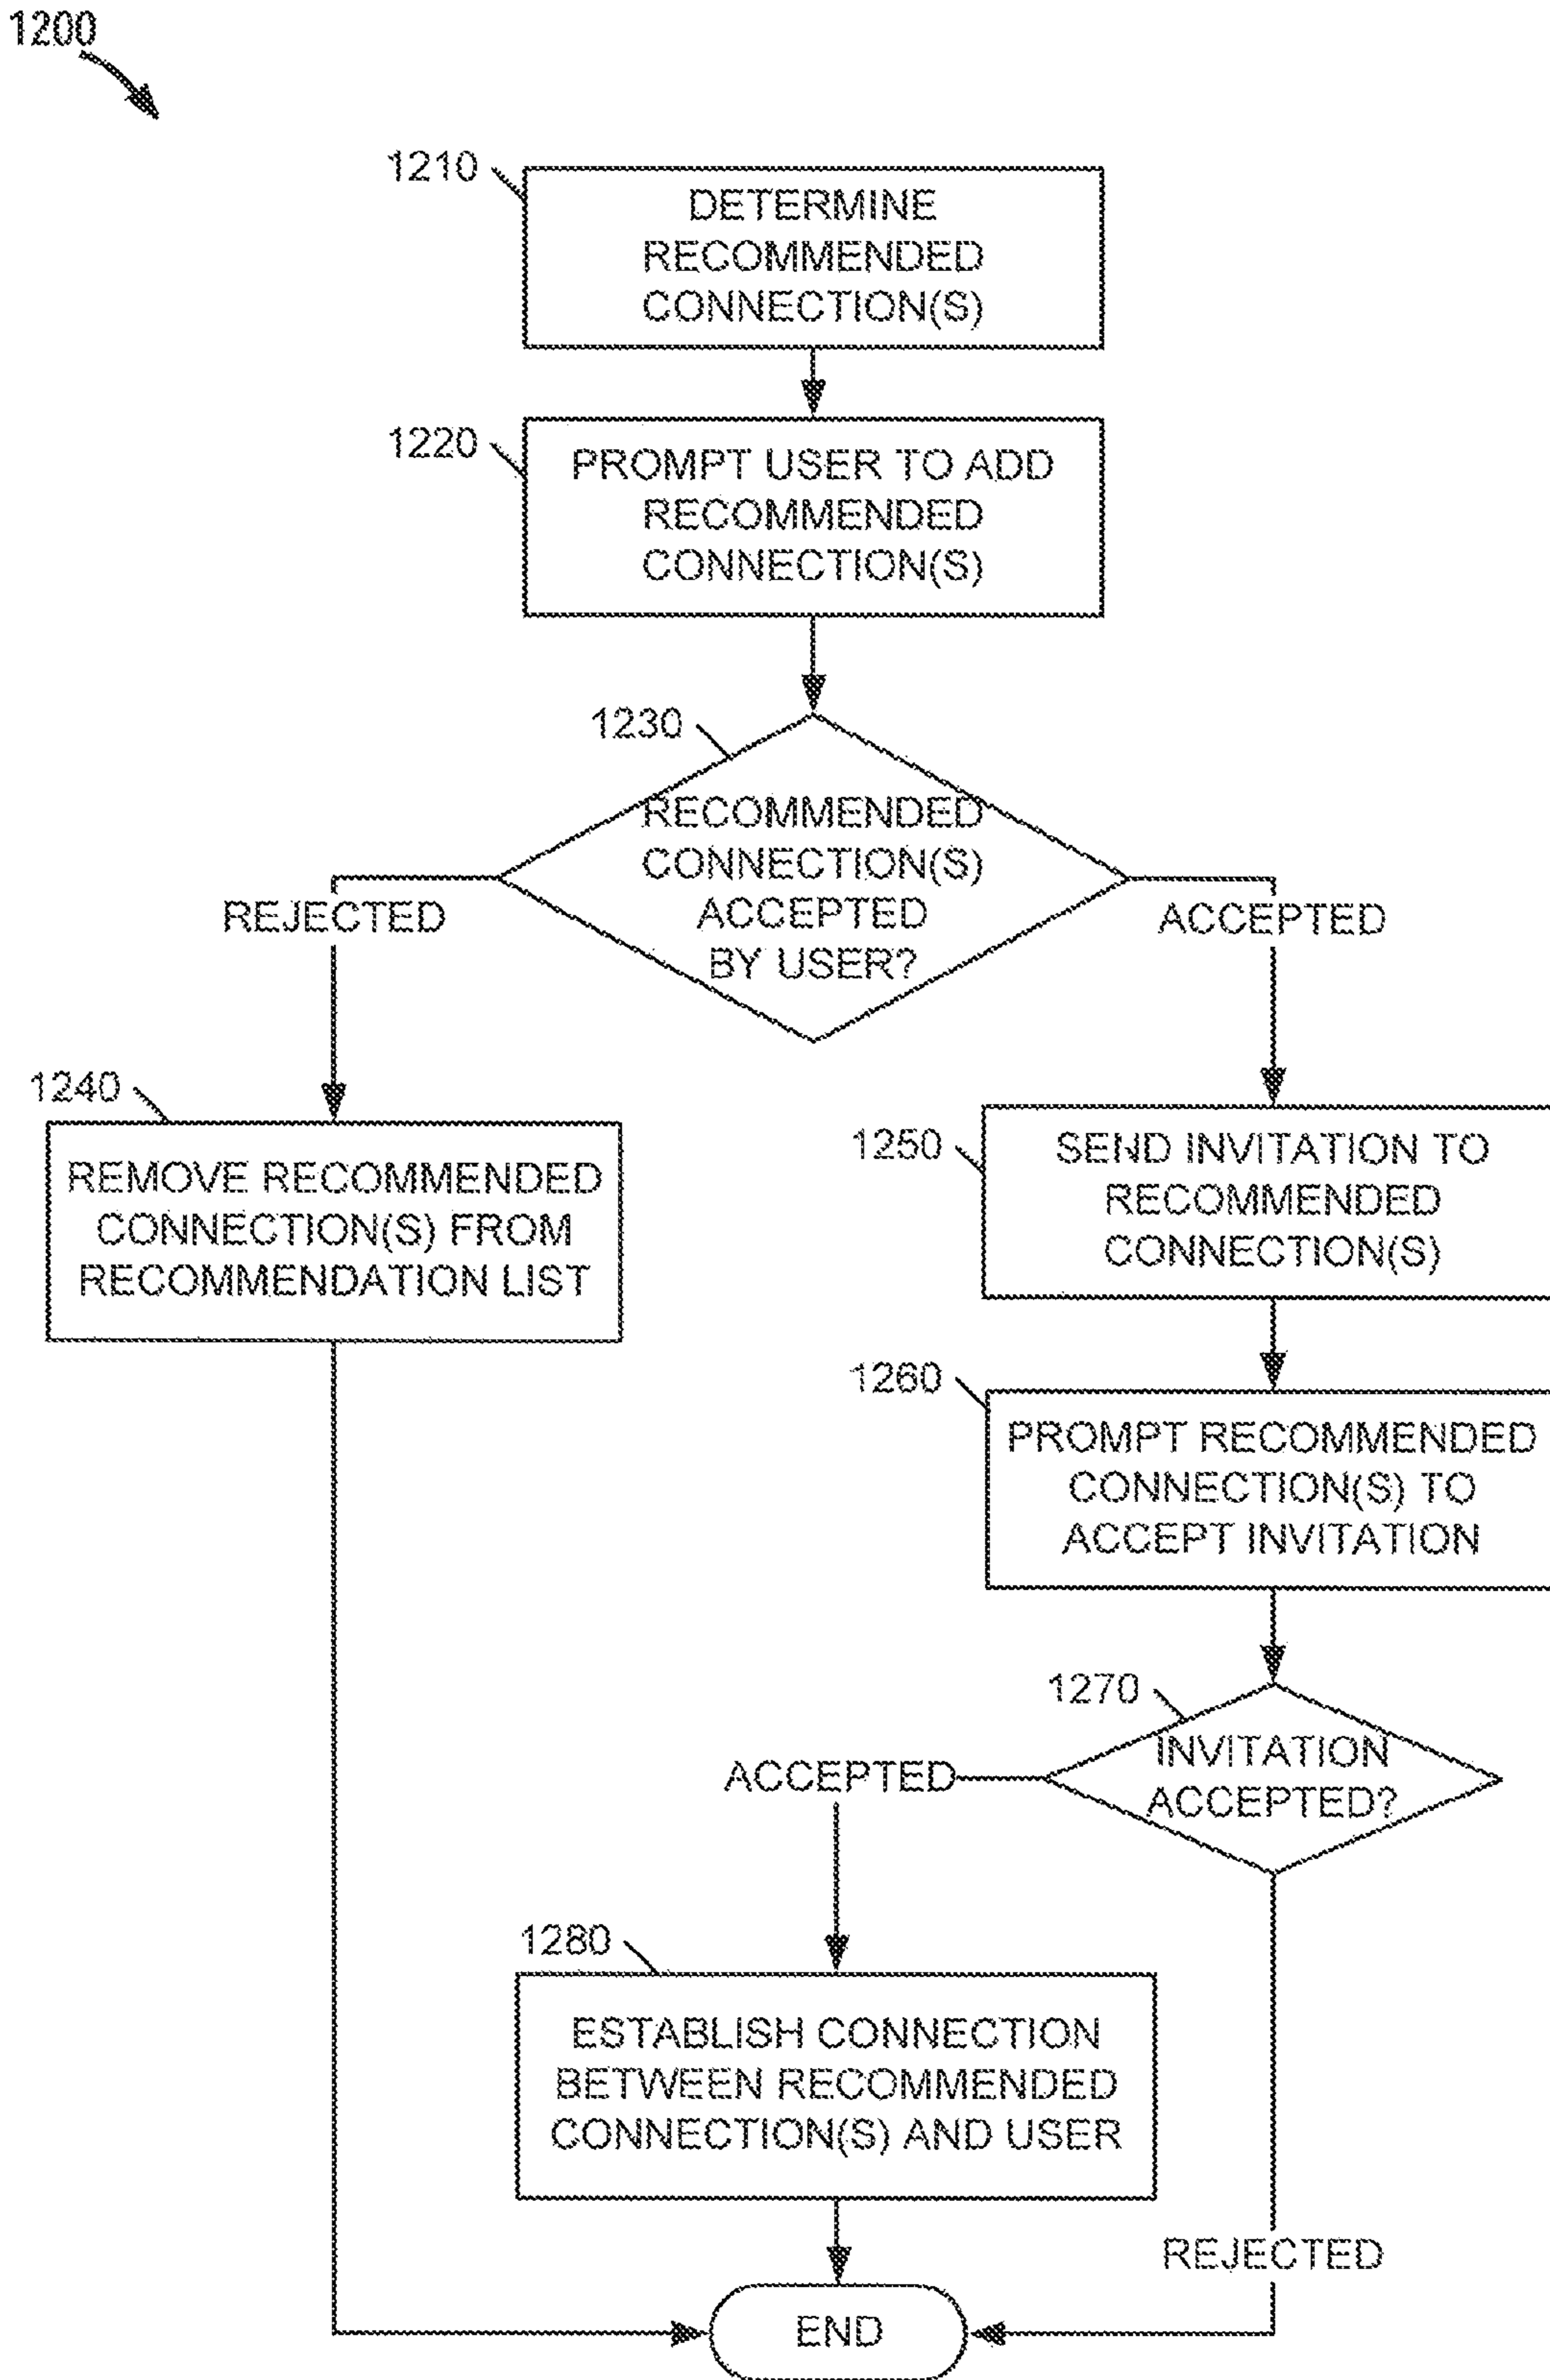 1200
1210
DETERMINE
RECOMMENDED
CONNECTION(S)
1220
PROMPT USER TO ADD
RECOMMENDED
CONNECTION(S)
1230
RECOMMENDED
CONNECTION(S)
ACCEPTED
BY USER?
REJECTED
ACCEPTED
1240
REMOVE RECOMMENDED
CONNECTION(S) FROM
RECOMMENDATION LIST
1250
SEND INVITATION TO
RECOMMENDED
CONNECTION(S)
1260
PROMPT RECOMMENDED
CONNECTION(S) TO
ACCEPT INVITATION
1270
INVITATION
ACCEPTED?
ACCEPTED
1280
ESTABLISH CONNECTION
BETWEEN RECOMMENDED
CONNECTION(S) AND USER
REJECTED
END